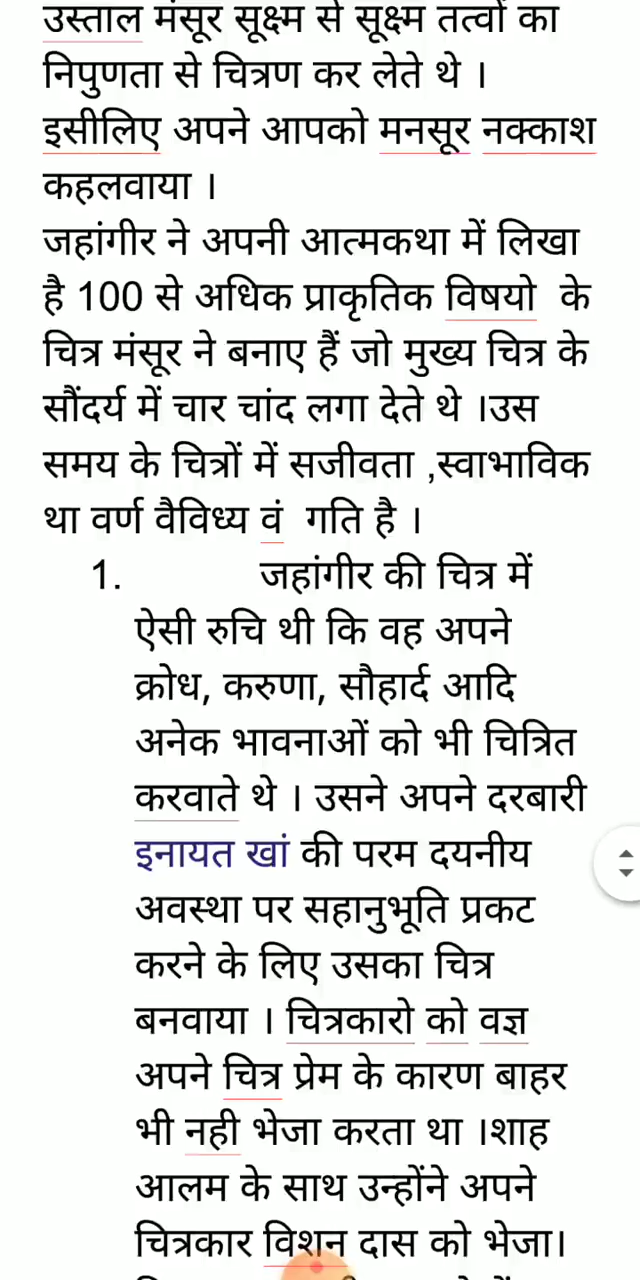 उस्ताल मंसूर सूक्ष्म से सूक्ष्म तत्वों का
निपुणता से चित्रण कर लेते थे ।
इसीलिए अपने आपको मनसूर नक्काश
कहलवाया ।
जहांगीर ने अपनी आत्मकथा में लिखा
है 100 से अधिक प्राकृतिक विषयो के
चित्र मंसूर ने बनाए हैं जो मुख्य चित्र के
सौंदर्य में चार चांद लगा देते थे ।उस
समय के चित्रों में सजीवता ,स्वाभाविक
था वर्ण वैविध्य वं गति है ।
1. जहांगीर की चित्र में
ऐसी रुचि थी कि वह अपने
क्रोध, करुणा, सौहार्द आदि
अनेक भावनाओं को भी चित्रित
करवाते थे । उसने अपने दरबारी
इनायत खां की परम दयनीय
अवस्था पर सहानुभूति प्रकट
करने के लिए उसका चित्र
बनवाया । चित्रकारो को वज्ञ
अपने चित्र प्रेम के कारण बाहर
भी नही भेजा करता था ।शाह
आलम के साथ उन्होंने अपने
चित्रकार विशन दास को भेजा।